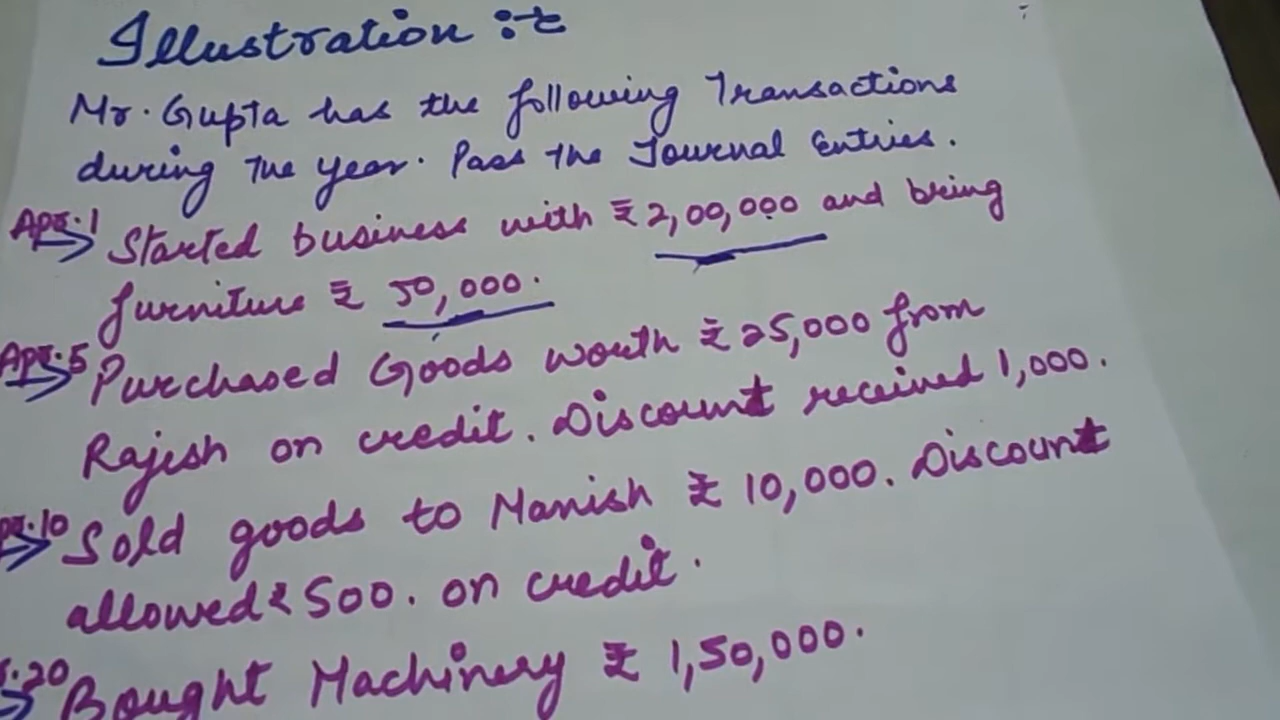 Illustration :-
Mr. Gupta has the following Transactions
during the year. Pass the Journal Entries.
Apr.1 Started business with ₹ 2,00,000 and bring
furniture ₹ 50,000.
Apr.5 Purchased Goods worth ₹ 25,000 from
Rajesh on credit. Discount received 1,000.
pr.10 Sold goods to Manish ₹ 10,000. Discount
allowed ₹ 500. on credit.
r.20 Bought Machinery ₹ 1,50,000.